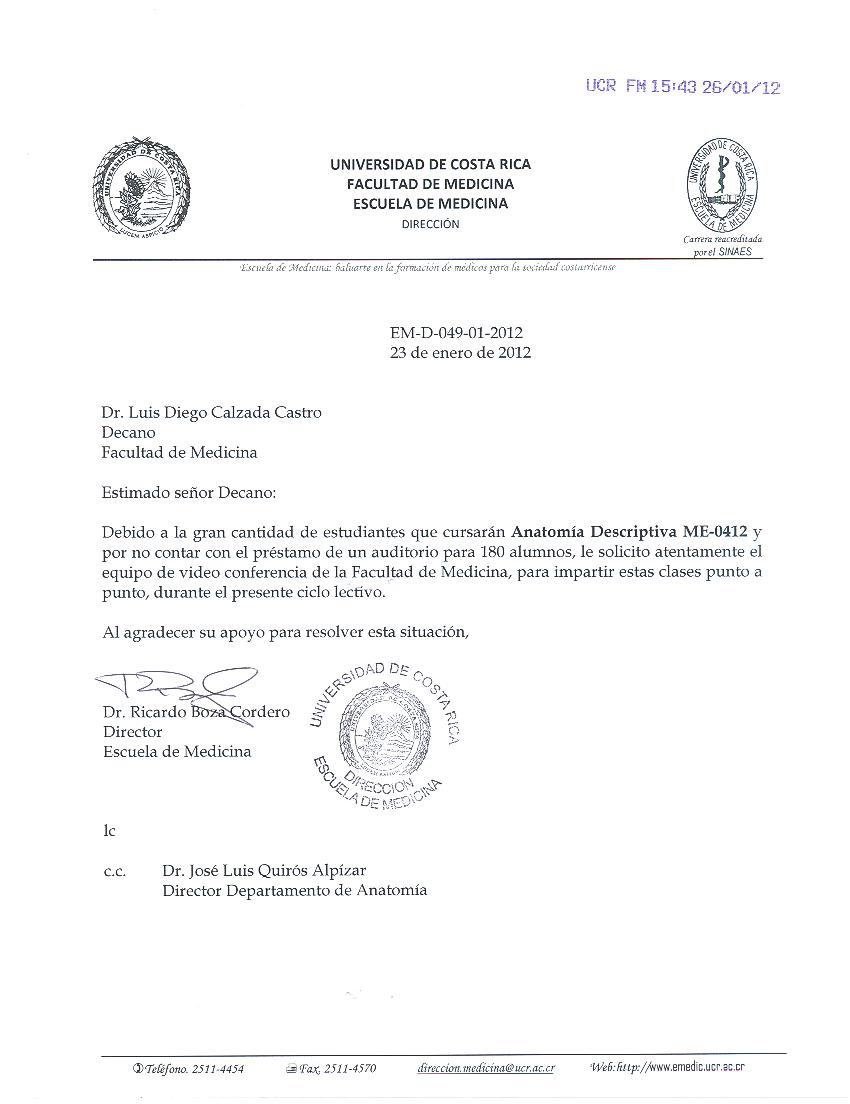 UCR FM 15:43 26/01/12
UNIVERSIDAD DE COSTA RICA
LUCEM ASPICIO
UNIVERSIDAD DE COSTA RICA
FACULTAD DE MEDICINA
ESCUELA DE MEDICINA
DIRECCIÓN
UNIVERSIDAD DE COSTA RICA
ESCUELA DE MEDICINA
Carrera reacreditada
por el SINAES
Escuela de Medicina: baluarte en la formación de médicos para la sociedad costarricense
EM-D-049-01-2012
23 de enero de 2012
Dr. Luis Diego Calzada Castro
Decano
Facultad de Medicina
Estimado señor Decano:
Debido a la gran cantidad de estudiantes que cursarán Anatomía Descriptiva ME-0412 y
por no contar con el préstamo de un auditorio para 180 alumnos, le solicito atentamente el
equipo de video conferencia de la Facultad de Medicina, para impartir estas clases punto a
punto, durante el presente ciclo lectivo.
Al agradecer su apoyo para resolver esta situación,
Dr. Ricardo Boza Cordero
Director
Escuela de Medicina
UNIVERSIDAD DE COSTA RICA
DIRECCION
ESCUELA DE MEDICINA
lc
c.c. Dr. José Luis Quirós Alpízar
Director Departamento de Anatomía
Teléfono. 2511-4454 Fax, 2511-4570 direccion.medicina@ucr.ac.cr Web: http://www.emedic.ucr.ac.cr